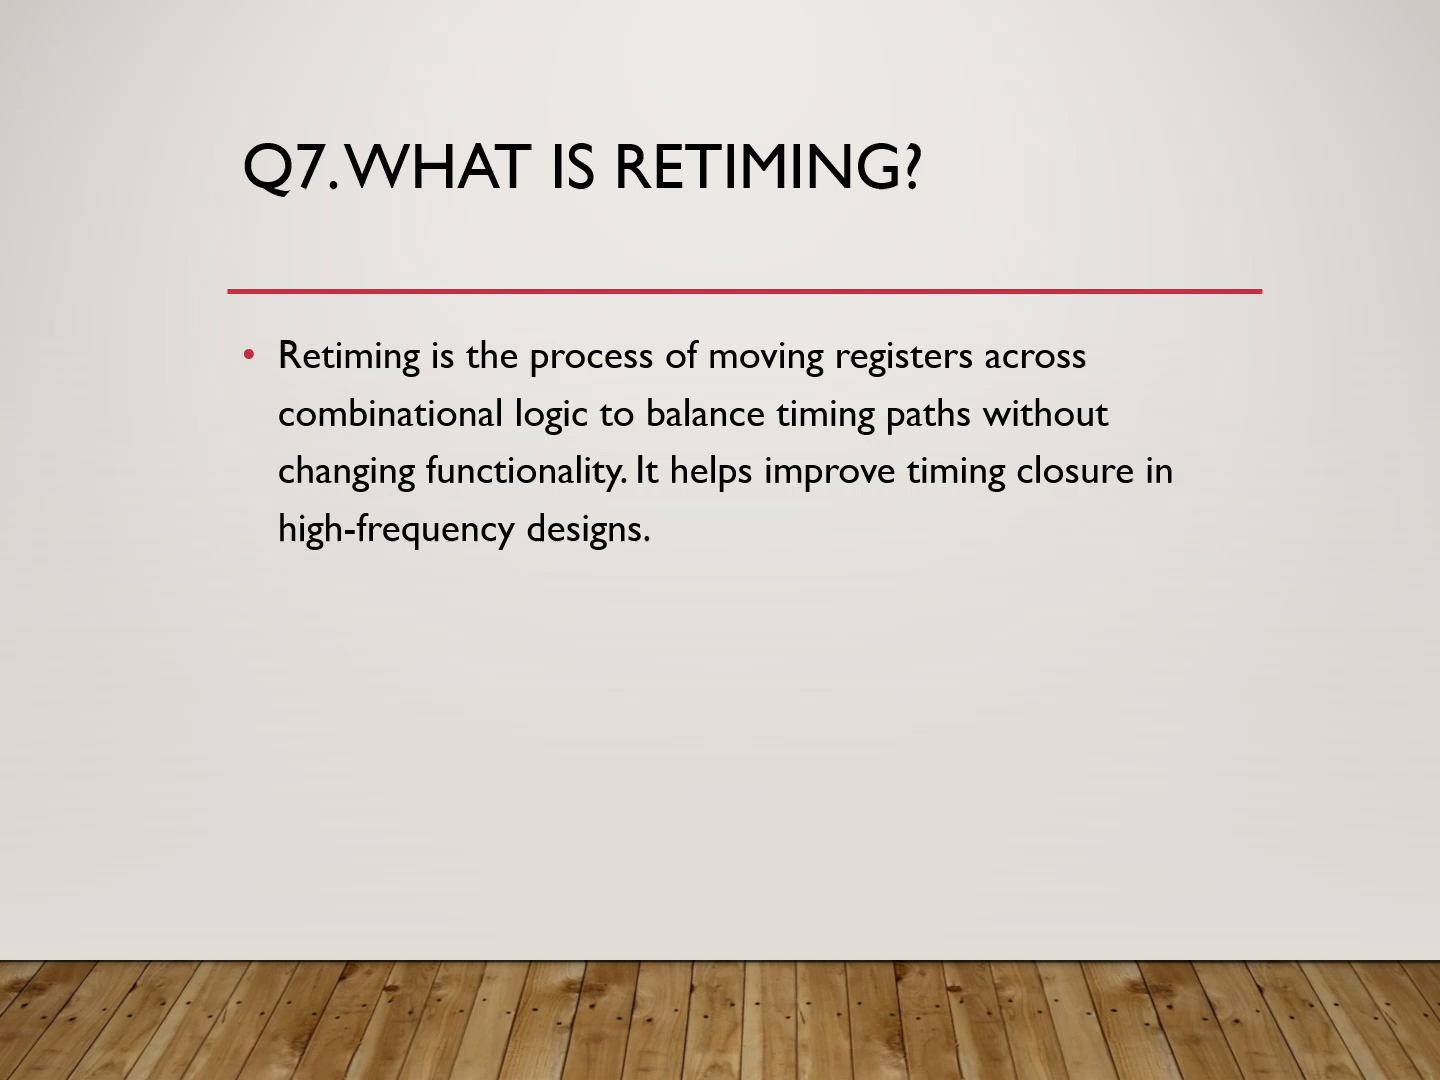 Q7. WHAT IS RETIMING?
• Retiming is the process of moving registers across
combinational logic to balance timing paths without
changing functionality. It helps improve timing closure in
high-frequency designs.